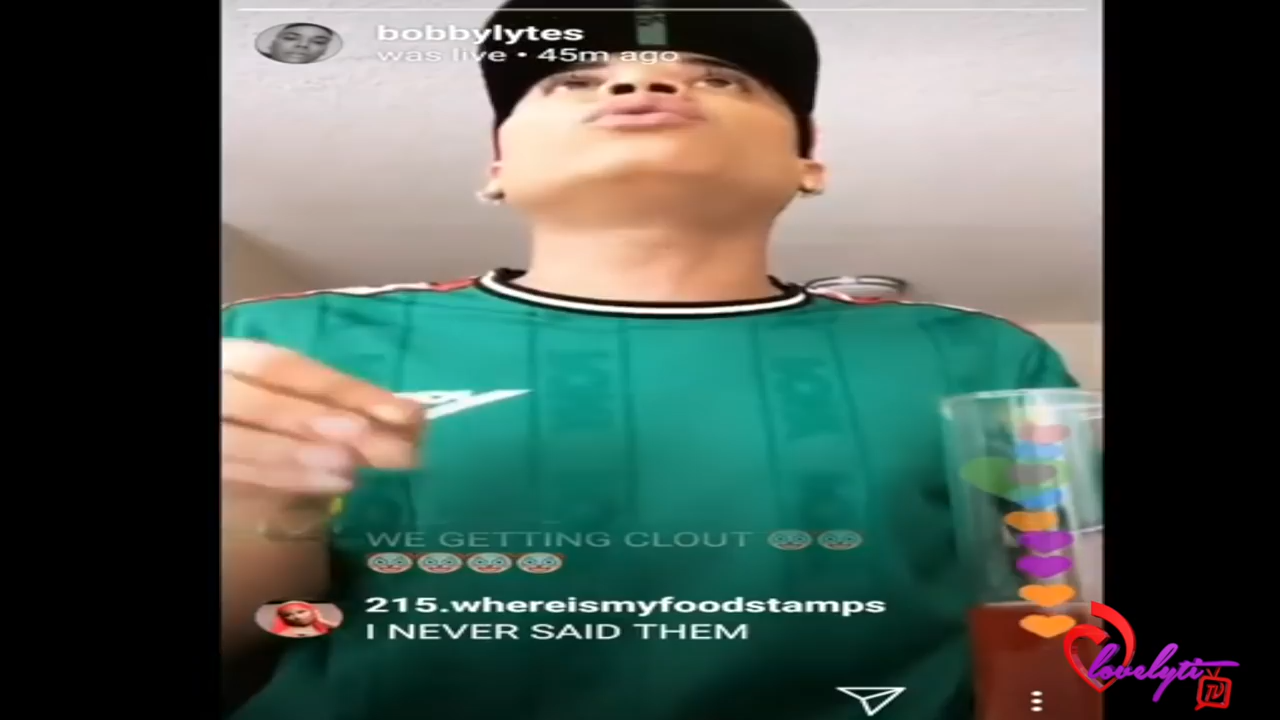 bobbylytes
was live • 45m ago
WE GETTING CLOUT 🤡🤡
🤡🤡🤡🤡
215.whereismyfoodstamps
I NEVER SAID THEM
lovelyti
TV